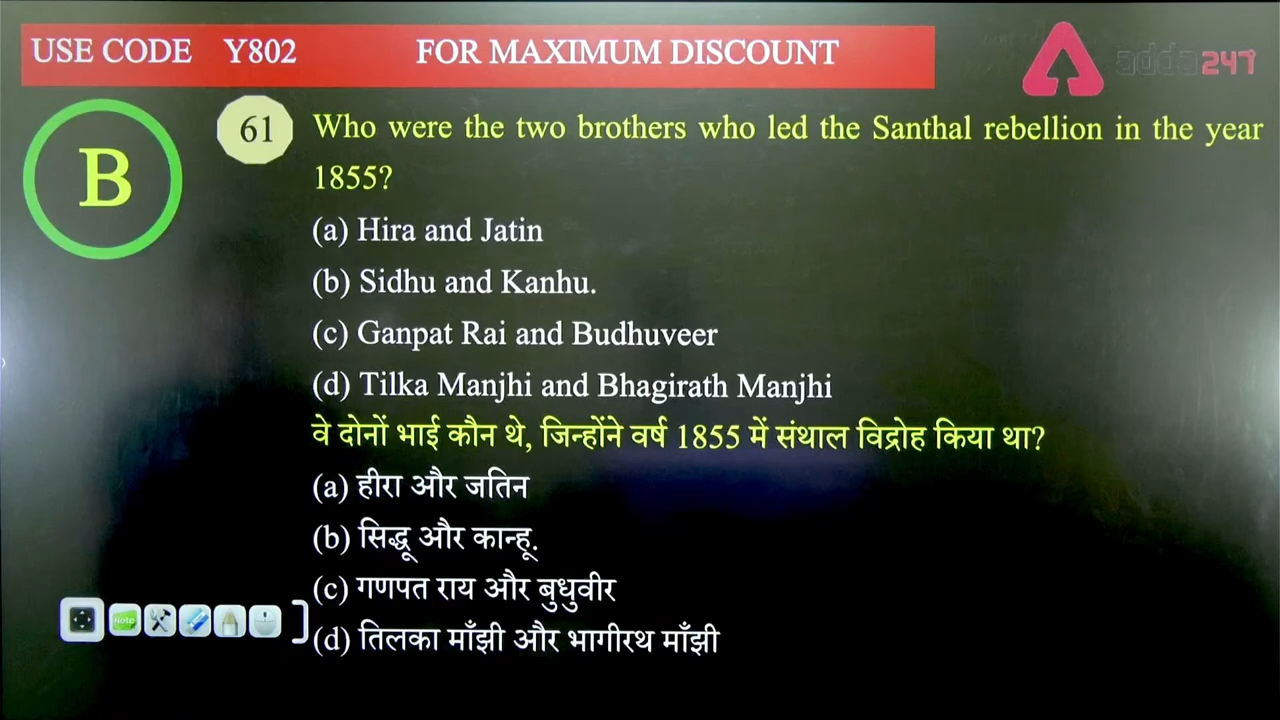 USE CODE Y802 FOR MAXIMUM DISCOUNT
adda247
B
61 Who were the two brothers who led the Santhal rebellion in the year
1855?
(a) Hira and Jatin
(b) Sidhu and Kanhu.
(c) Ganpat Rai and Budhuveer
(d) Tilka Manjhi and Bhagirath Manjhi
वे दोनों भाई कौन थे, जिन्होंने वर्ष 1855 में संथाल विद्रोह किया था?
(a) हीरा और जतिन
(b) सिद्धू और कान्हू.
(c) गणपत राय और बुधुवीर
(d) तिलका माँझी और भागीरथ माँझी
Note